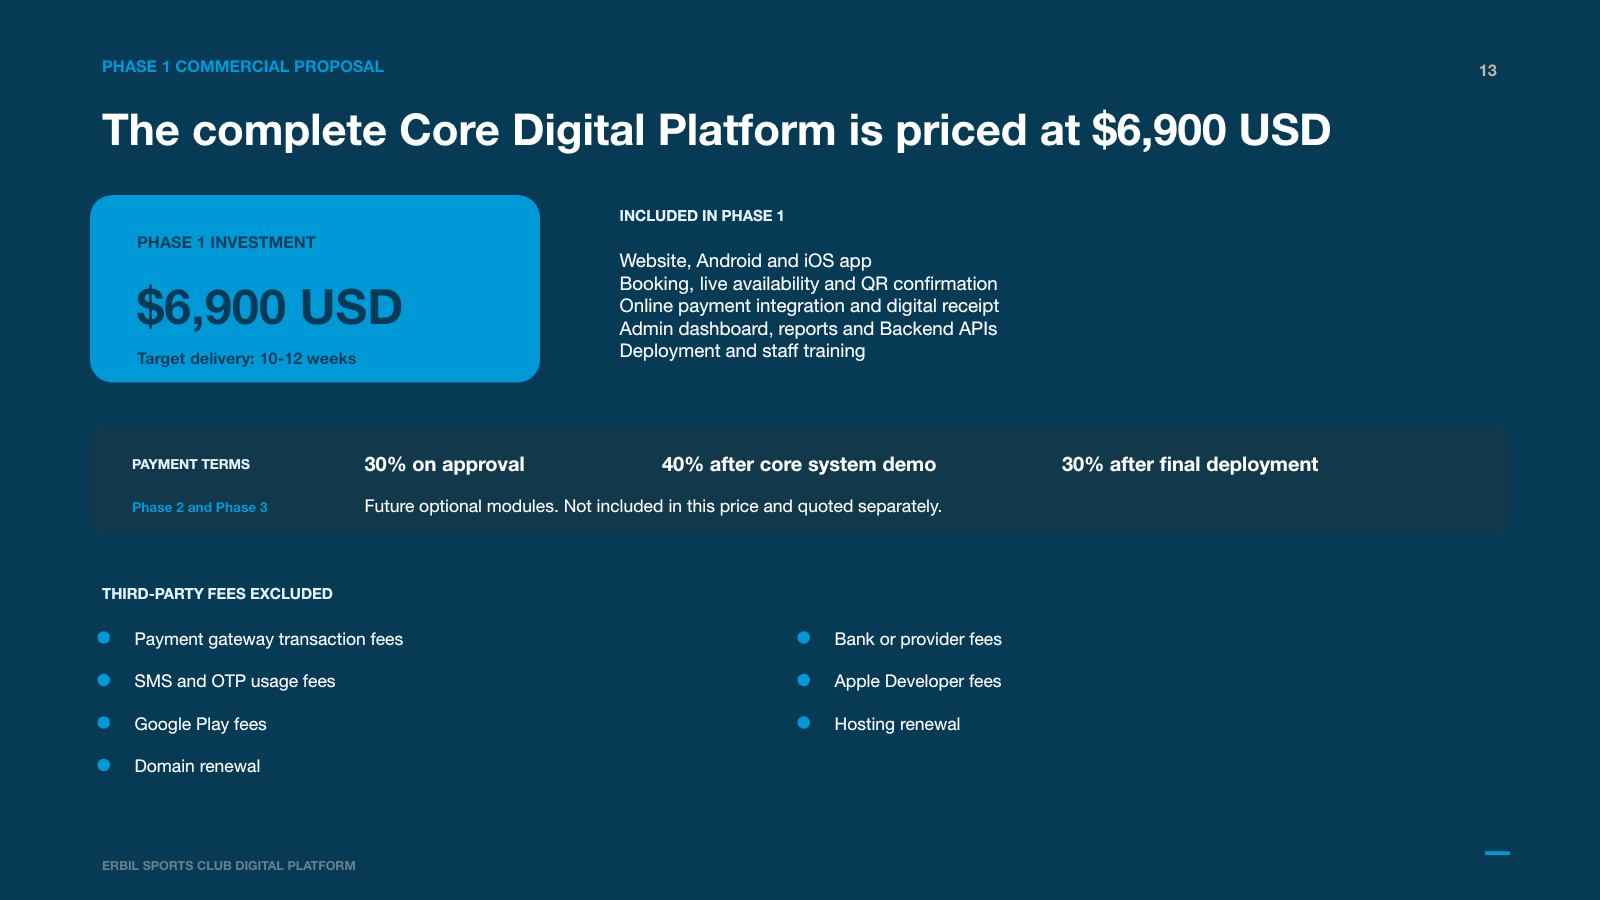 PHASE 1 COMMERCIAL PROPOSAL
13
The complete Core Digital Platform is priced at $6,900 USD
PHASE 1 INVESTMENT
$6,900 USD
Target delivery: 10-12 weeks
INCLUDED IN PHASE 1
Website, Android and iOS app
Booking, live availability and QR confirmation
Online payment integration and digital receipt
Admin dashboard, reports and Backend APIs
Deployment and staff training
PAYMENT TERMS
30% on approval
40% after core system demo
30% after final deployment
Phase 2 and Phase 3
Future optional modules. Not included in this price and quoted separately.
THIRD-PARTY FEES EXCLUDED
Payment gateway transaction fees
SMS and OTP usage fees
Google Play fees
Domain renewal
Bank or provider fees
Apple Developer fees
Hosting renewal
ERBIL SPORTS CLUB DIGITAL PLATFORM